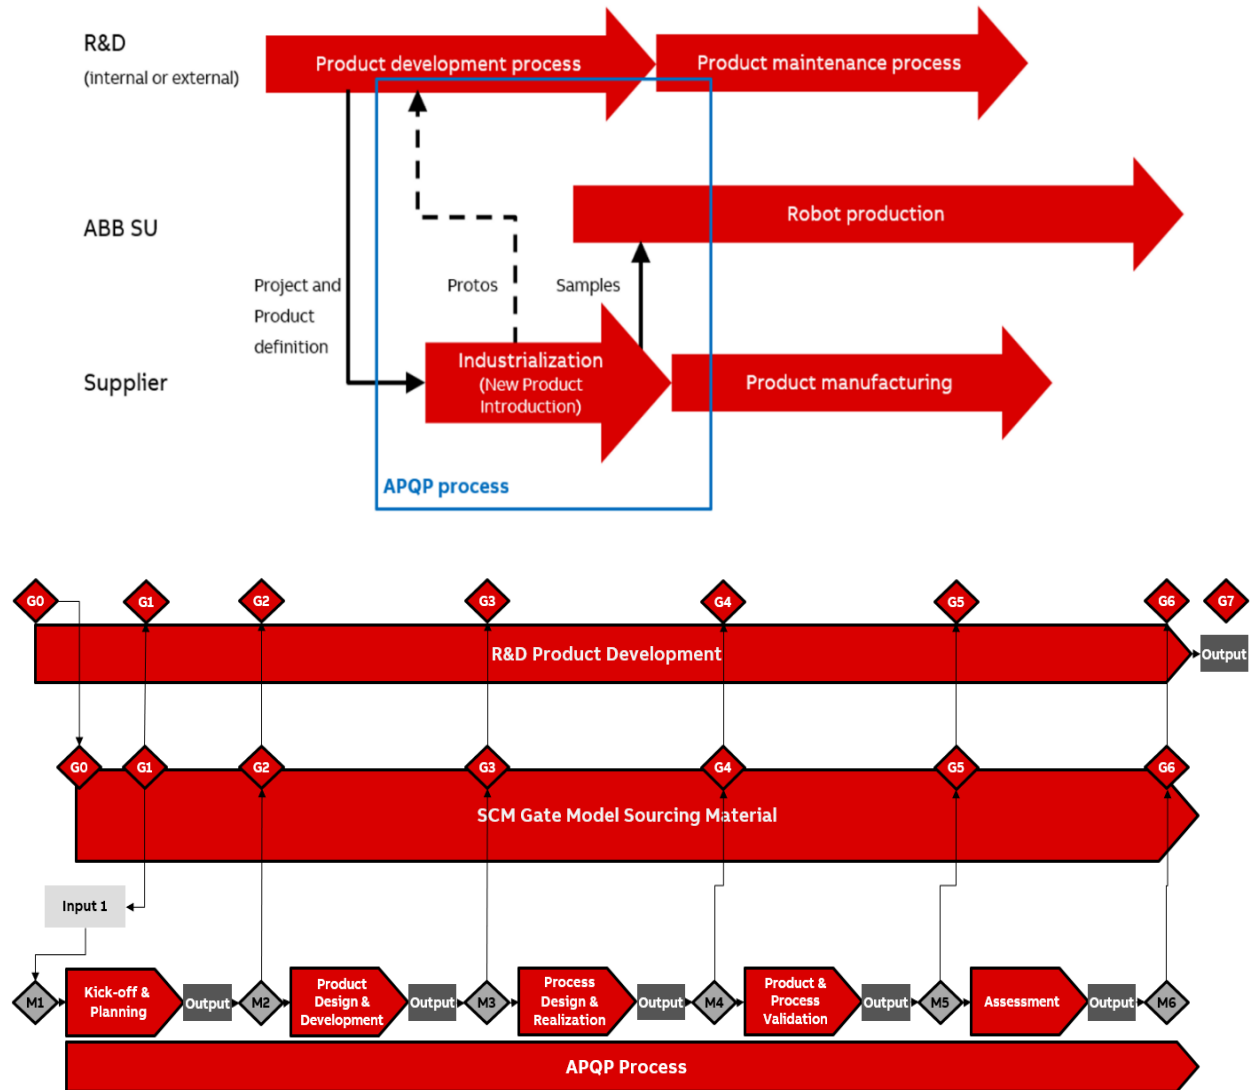 R&D
(internal or external)
Product development process
Product maintenance process
ABB SU
Robot production
Project and
Product
definition
Protos
Samples
Supplier
Industrialization
(New Product
Introduction)
Product manufacturing
APQP process
G0
G1
G2
G3
G4
G5
G6
G7
R&D Product Development
Output
G0
G1
G2
G3
G4
G5
G6
SCM Gate Model Sourcing Material
Input 1
M1
Kick-off &
Planning
Output
M2
Product
Design &
Development
Output
M3
Process
Design &
Realization
Output
M4
Product &
Process
Validation
Output
M5
Assessment
Output
M6
APQP Process